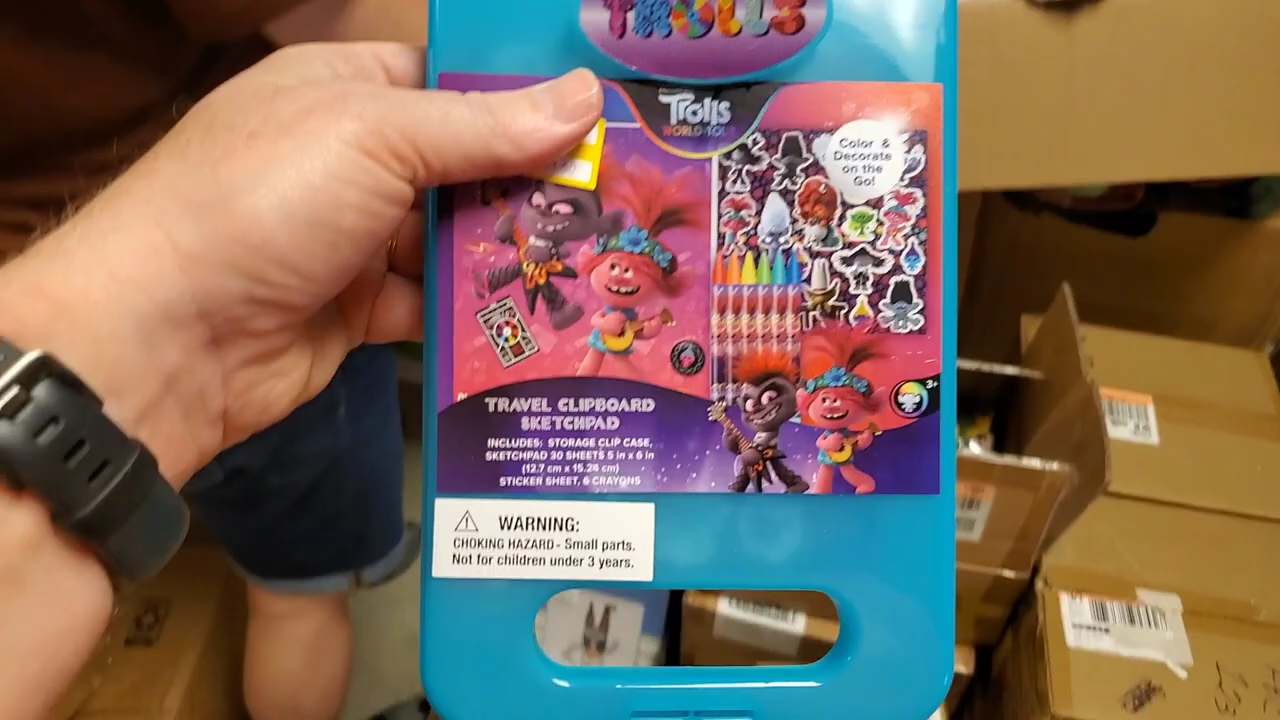 TROLLS
Trolls
WORLD TOUR
Color &
Decorate
on the
Go!
3+
TRAVEL CLIPBOARD
SKETCHPAD
INCLUDES: STORAGE CLIP CASE,
SKETCHPAD 30 SHEETS 5 in x 6 in
(12.7 cm x 15.24 cm)
STICKER SHEET, 6 CRAYONS
WARNING:
CHOKING HAZARD - Small parts.
Not for children under 3 years.